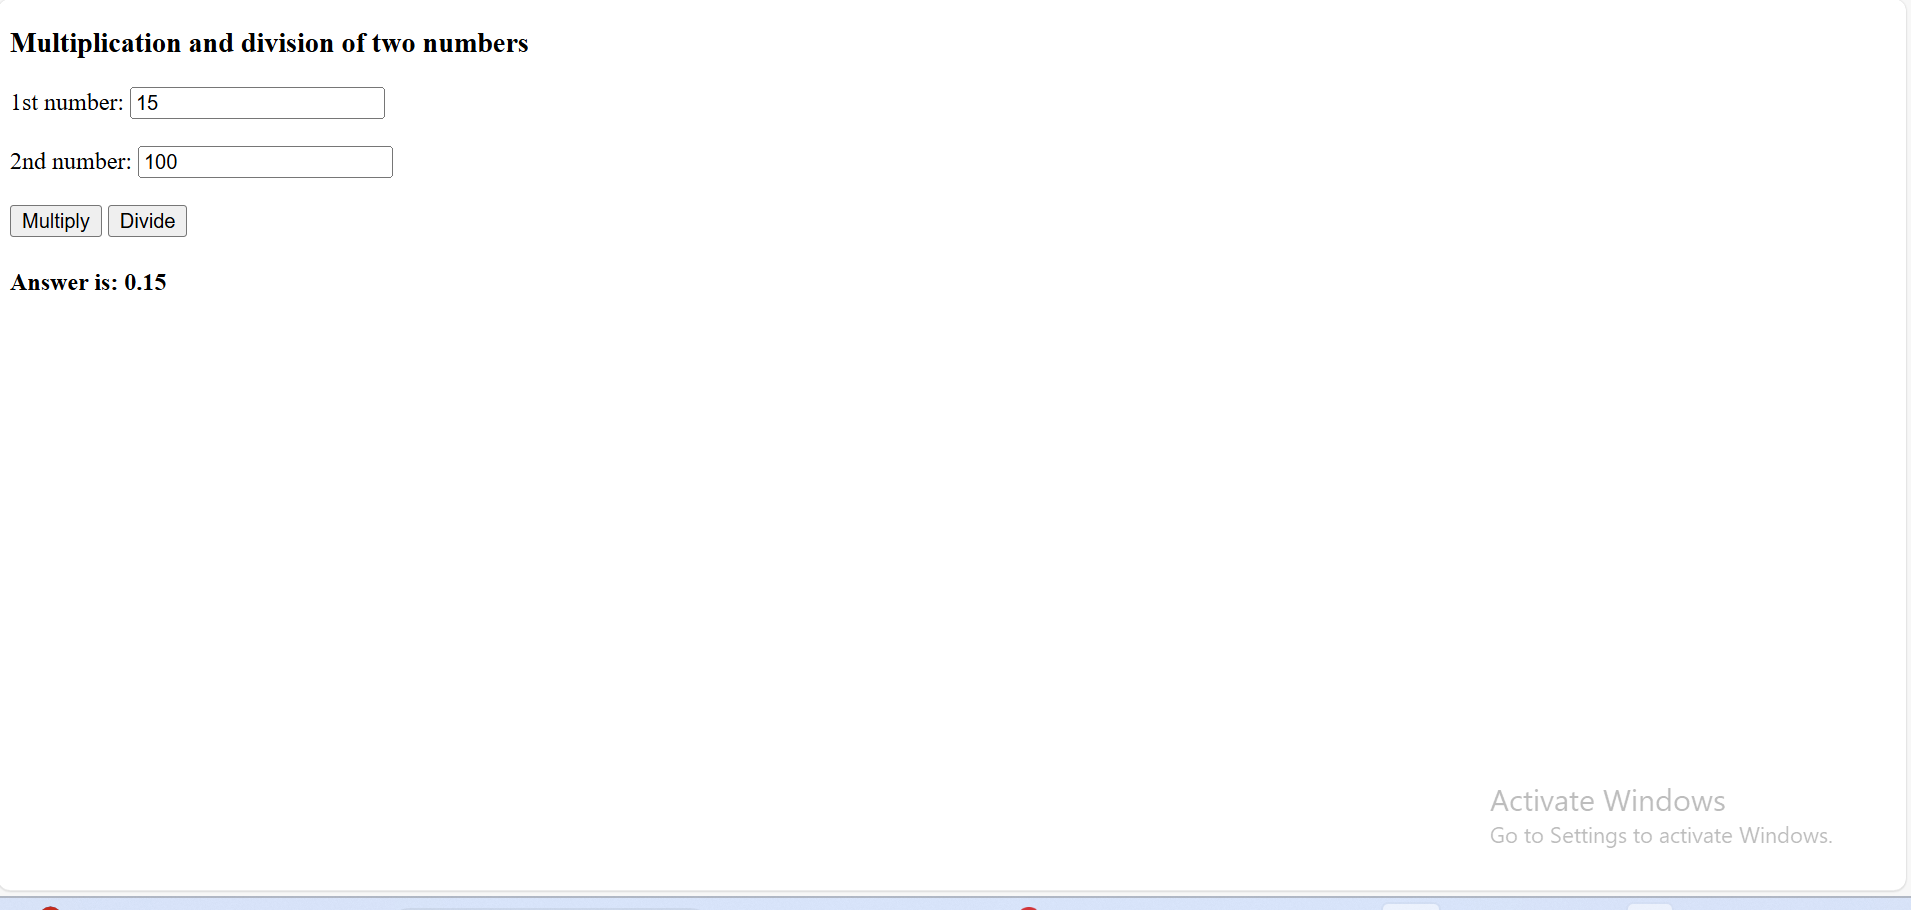 Multiplication and division of two numbers
1st number: 15
2nd number: 100
Multiply Divide
Answer is: 0.15
Activate Windows
Go to Settings to activate Windows.